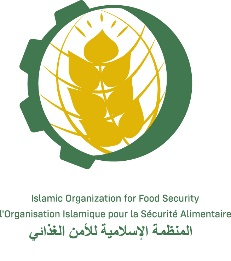 Islamic Organization for Food Security
l'Organisation Islamique pour la Sécurité Alimentaire
المنظمة الإسلامية للأمن الغذائي